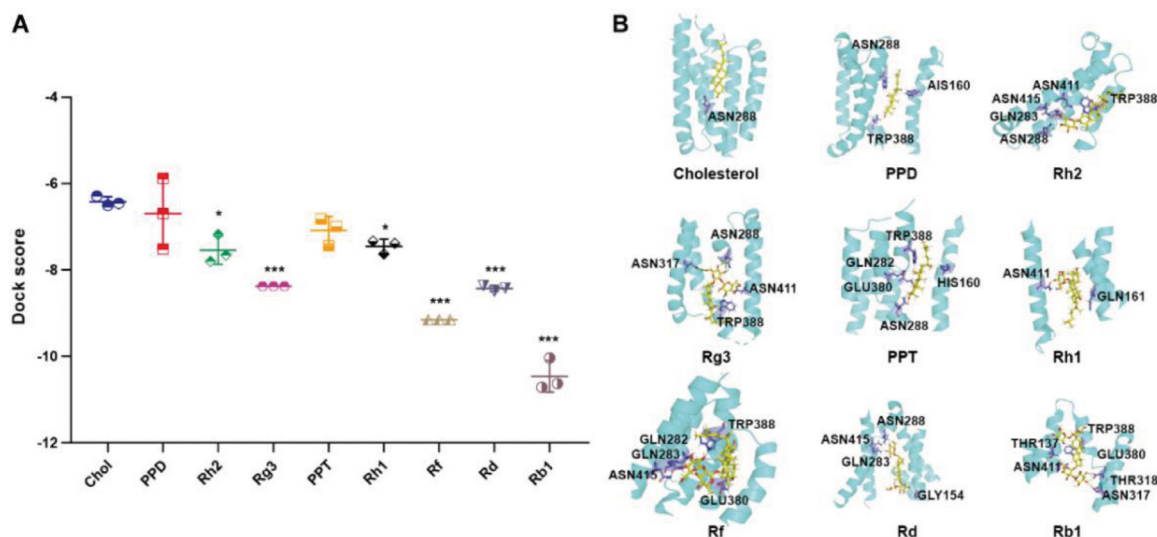 A
B
Dock score
-4
-6
-8
-10
-12
*
***
*
***
***
***
Chol
PPD
Rh2
Rg3
PPT
Rh1
Rf
Rd
Rb1
ASN288
Cholesterol
ASN288
AIS160
TRP388
PPD
ASN411
ASN415
TRP388
GLN283
ASN288
Rh2
ASN288
ASN317
ASN411
TRP388
Rg3
TRP388
GLN282
GLU380
HIS160
ASN288
PPT
ASN411
GLN161
Rh1
TRP388
GLN282
GLN283
ASN415
GLU380
Rf
ASN288
ASN415
GLN283
GLY154
Rd
TRP388
THR137
GLU380
ASN411
THR318
ASN317
Rb1